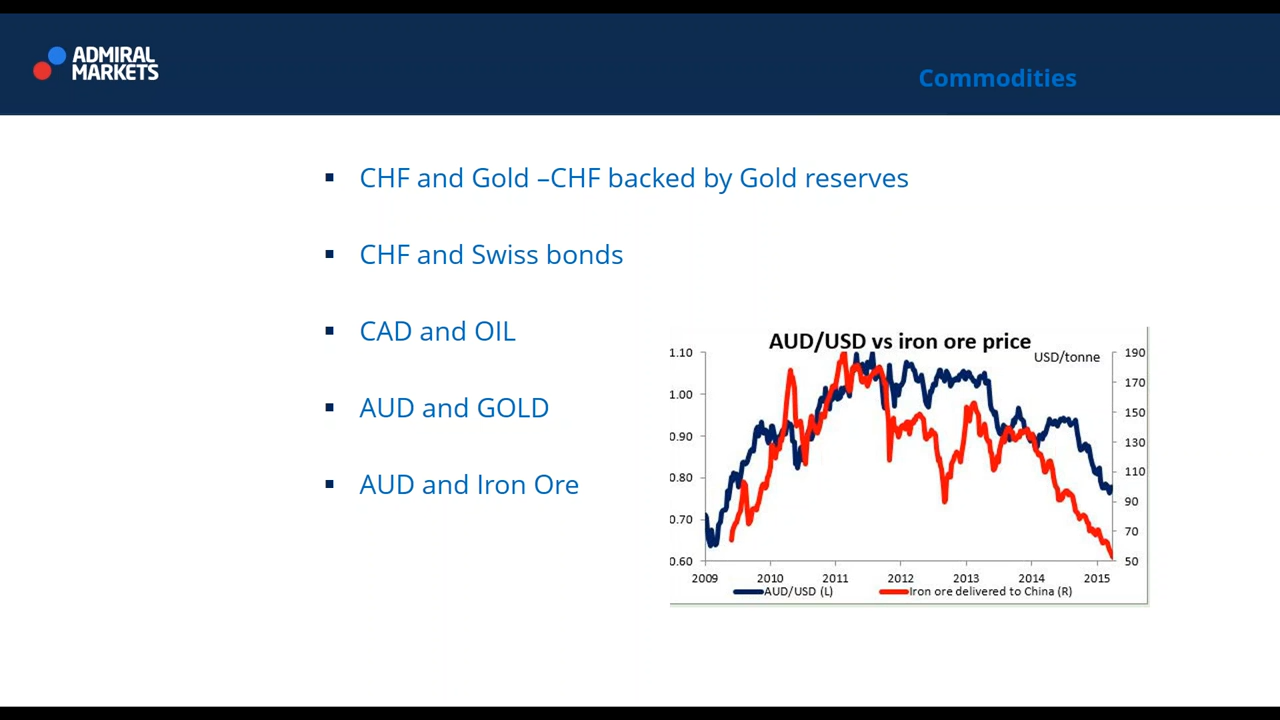 ADMIRAL
MARKETS
Commodities
▪ CHF and Gold –CHF backed by Gold reserves
▪ CHF and Swiss bonds
▪ CAD and OIL
▪ AUD and GOLD
▪ AUD and Iron Ore
AUD/USD vs iron ore price
USD/tonne
1.10
1.00
0.90
0.80
0.70
0.60
190
170
150
130
110
90
70
50
2009 2010 2011 2012 2013 2014 2015
AUD/USD (L) Iron ore delivered to China (R)